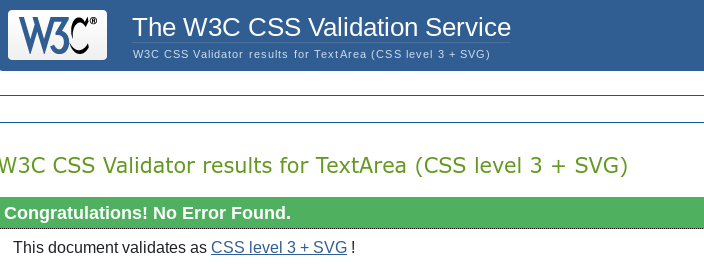 W3C®
The W3C CSS Validation Service
W3C CSS Validator results for TextArea (CSS level 3 + SVG)
W3C CSS Validator results for TextArea (CSS level 3 + SVG)
Congratulations! No Error Found.
This document validates as CSS level 3 + SVG !